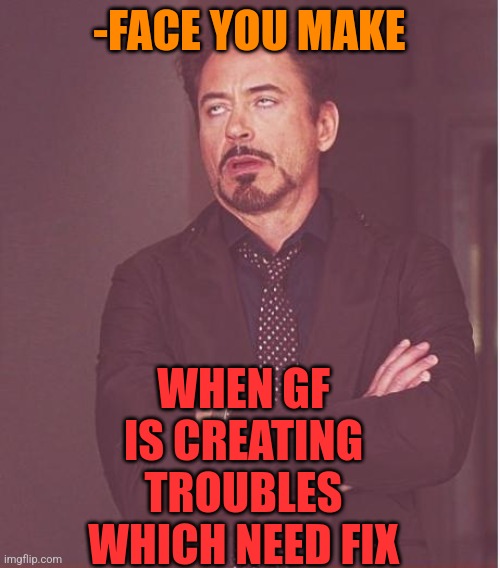 -FACE YOU MAKE
WHEN GF
IS CREATING
TROUBLES
WHICH NEED FIX
imgflip.com